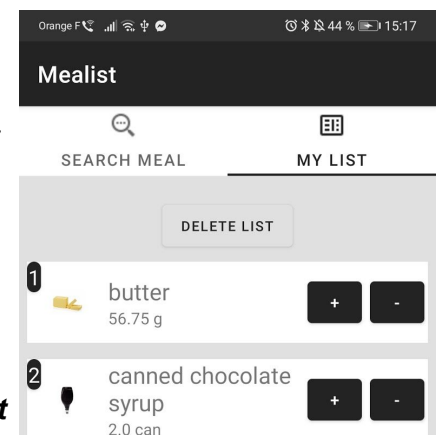 Orange F 44 % 15:17
Mealist
SEARCH MEAL MY LIST
DELETE LIST
1
butter
+ -
56.75 g
2
canned chocolate
syrup
+ -
2.0 can
t